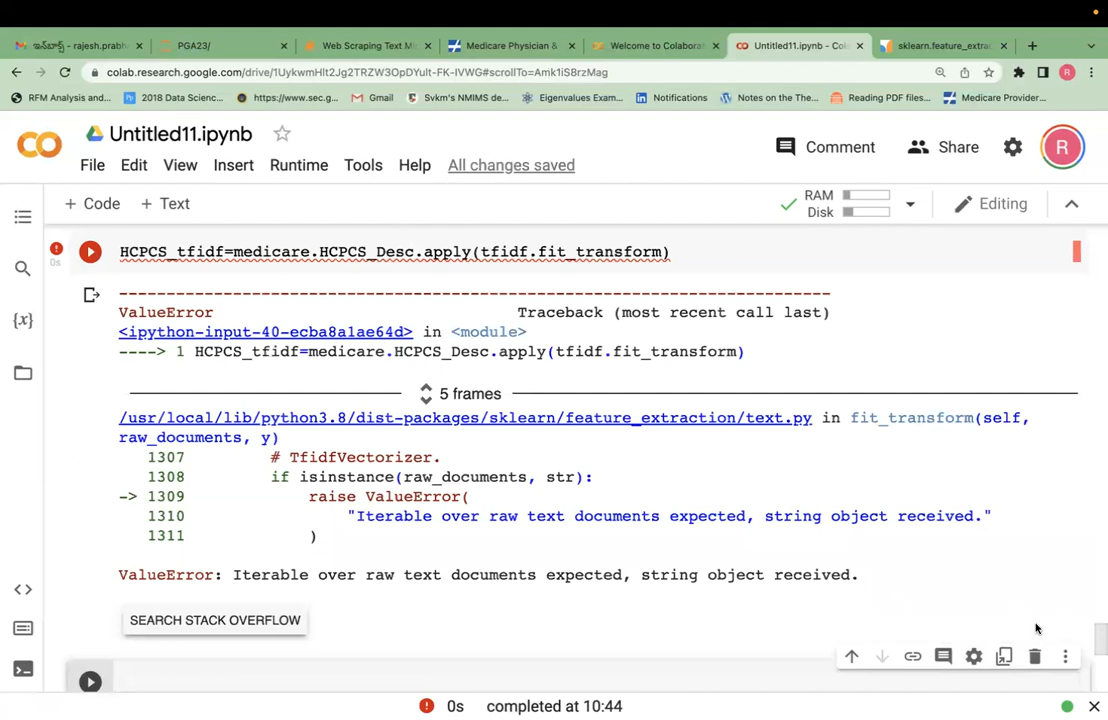 ఇన్‌బాక్స్ - rajesh.prabh
PGA23/
Web Scraping Text Mi
Medicare Physician &
Welcome to Colaborat
Untitled11.ipynb - Col
sklearn.feature_extrac
colab.research.google.com/drive/1UykwmHlt2Jg2TRZW3OpDYult-FK-IVWG#scrollTo=Amk1iS8rzMag
R
RFM Analysis and...
2018 Data Scienc...
https://www.sec.g...
Gmail
Svkm's NMIMS de...
Eigenvalues Exam...
Notifications
Notes on the The...
Reading PDF files...
Medicare Provider...
Untitled11.ipynb
Comment
Share
R
File Edit View Insert Runtime Tools Help All changes saved
+ Code + Text
RAM
Disk
Editing
HCPCS_tfidf=medicare.HCPCS_Desc.apply(tfidf.fit_transform)
0s
---------------------------------------------------------------------------
ValueError Traceback (most recent call last)
<ipython-input-40-ecba8a1ae64d> in <module>
----> 1 HCPCS_tfidf=medicare.HCPCS_Desc.apply(tfidf.fit_transform)
5 frames
/usr/local/lib/python3.8/dist-packages/sklearn/feature_extraction/text.py in fit_transform(self,
raw_documents, y)
1307 # TfidfVectorizer.
1308 if isinstance(raw_documents, str):
-> 1309 raise ValueError(
1310 "Iterable over raw text documents expected, string object received."
1311 )
ValueError: Iterable over raw text documents expected, string object received.
SEARCH STACK OVERFLOW
0s completed at 10:44